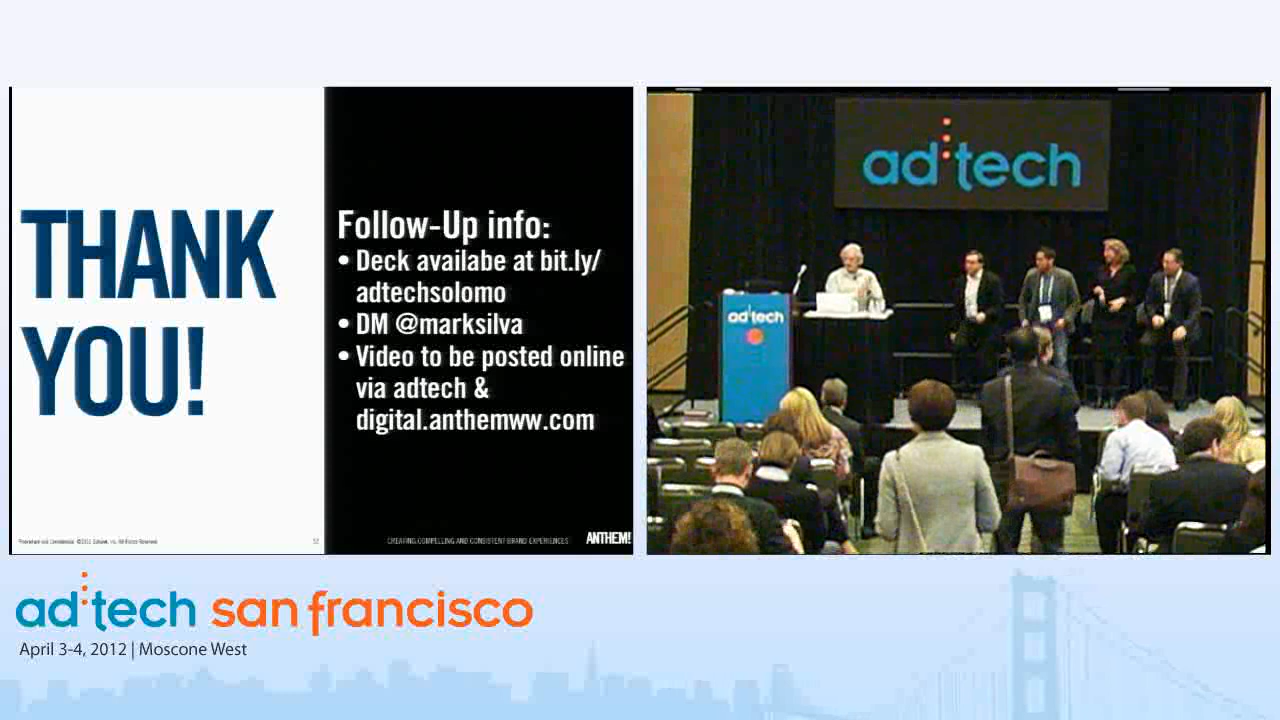 THANK
YOU!
Follow-Up info:
• Deck availabe at bit.ly/
adtechsolomo
• DM @marksilva
• Video to be posted online
via adtech &
digital.anthemww.com
CREATING COMPELLING AND CONSISTENT BRAND EXPERIENCES
ANTHEM!
ad:tech
ad:tech
ad:tech san francisco
April 3-4, 2012 | Moscone West